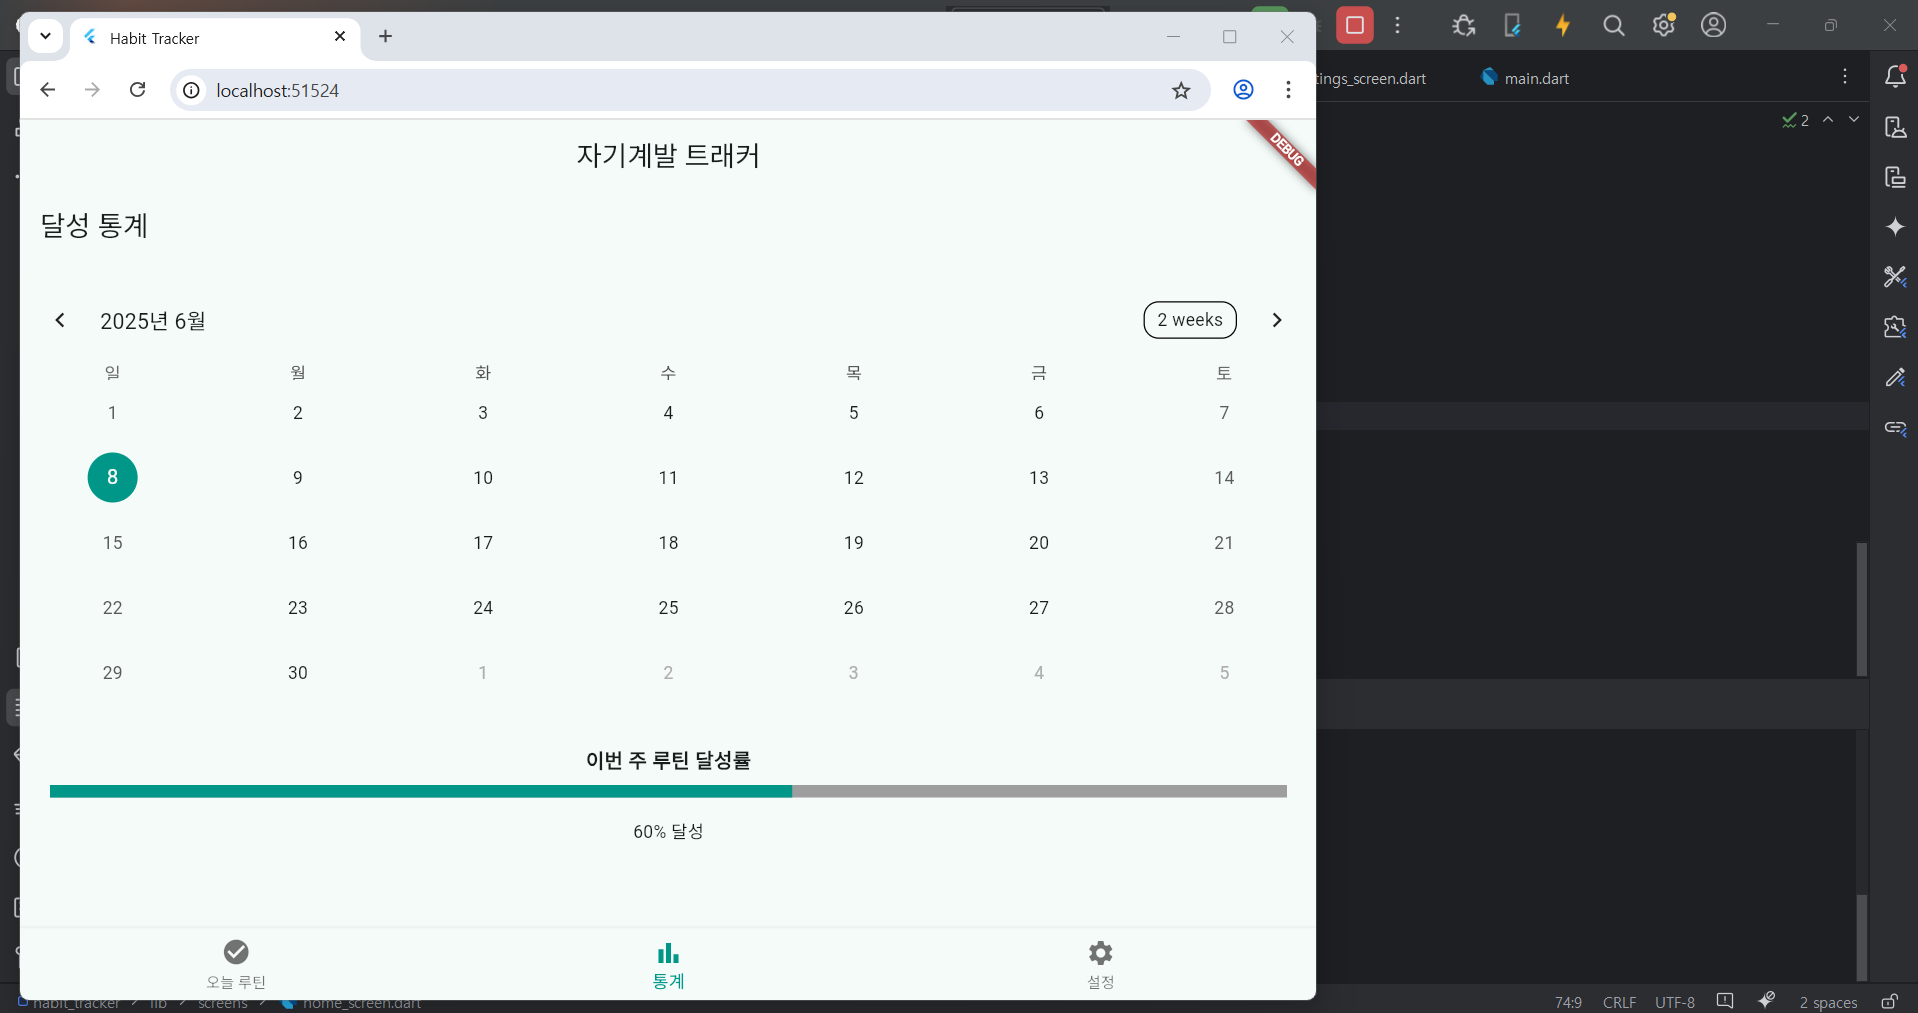 Habit Tracker
localhost:51524
tings_screen.dart
main.dart
2
DEBUG
자기계발 트래커
달성 통계
2025년 6월
2 weeks
일 월 화 수 목 금 토
1 2 3 4 5 6 7
8 9 10 11 12 13 14
15 16 17 18 19 20 21
22 23 24 25 26 27 28
29 30 1 2 3 4 5
이번 주 루틴 달성률
60% 달성
오늘 루틴
통계
설정
habit_tracker lib screens home_screen.dart
74:9 CRLF UTF-8 2 spaces